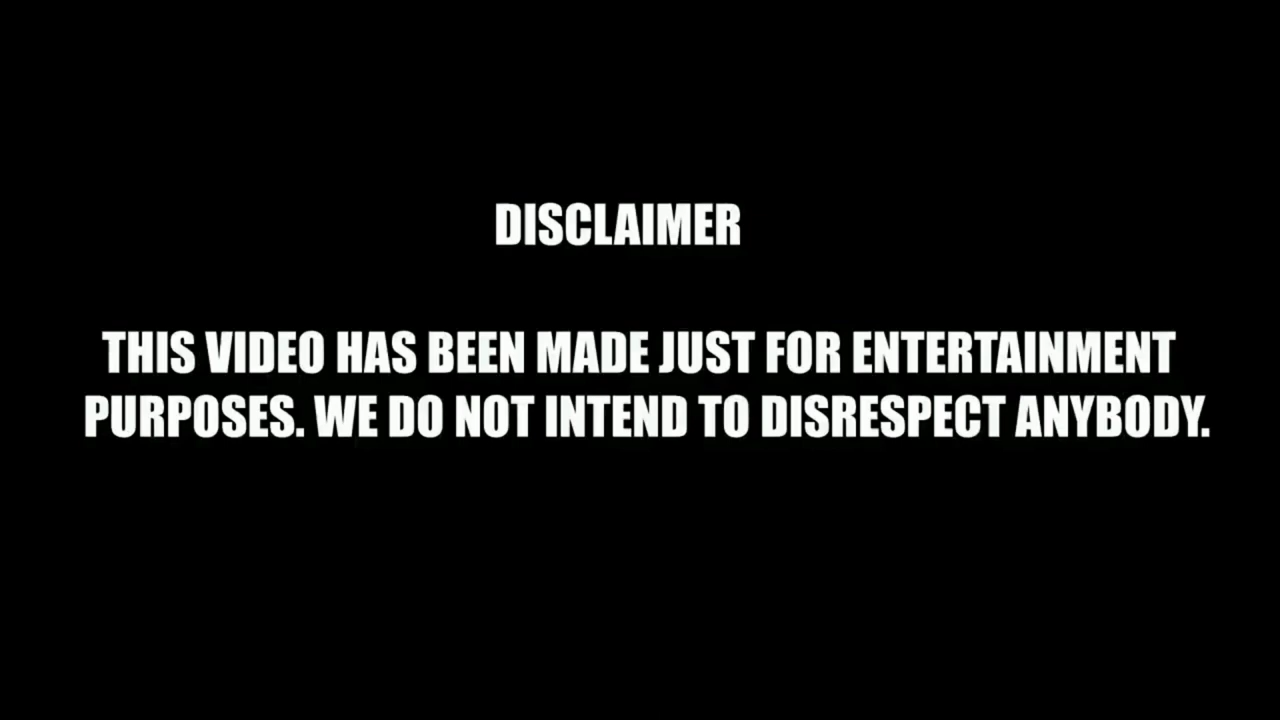 DISCLAIMER
THIS VIDEO HAS BEEN MADE JUST FOR ENTERTAINMENT
PURPOSES. WE DO NOT INTEND TO DISRESPECT ANYBODY.